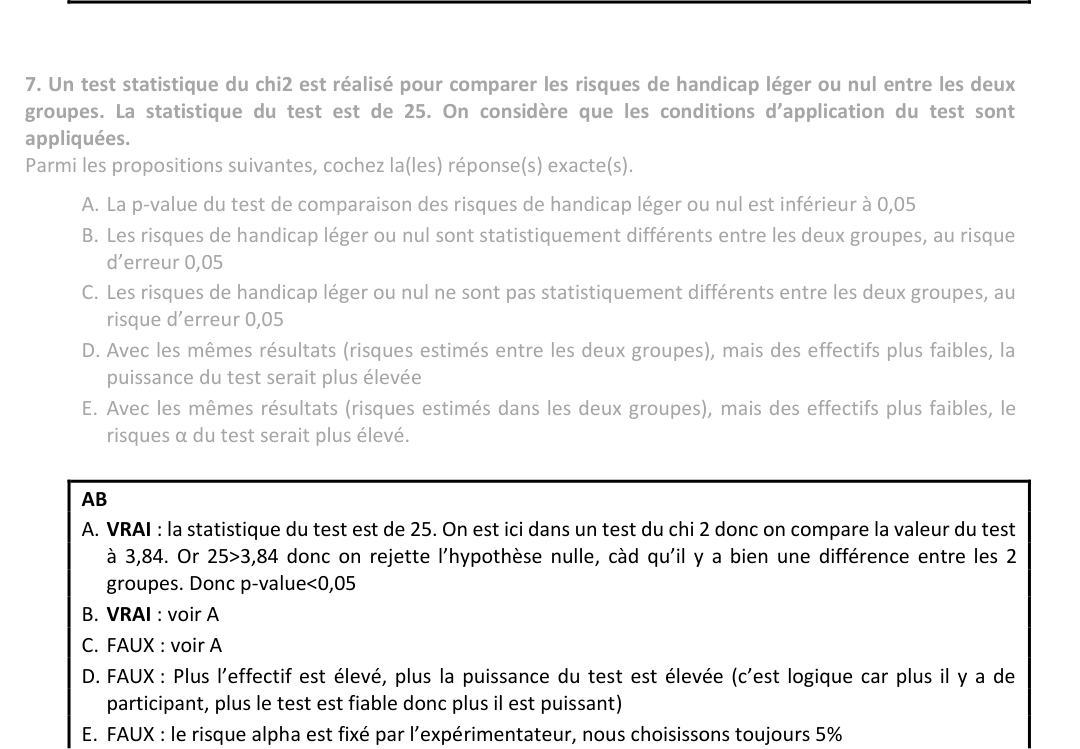 7. Un test statistique du chi2 est réalisé pour comparer les risques de handicap léger ou nul entre les deux
groupes. La statistique du test est de 25. On considère que les conditions d’application du test sont
appliquées.
Parmi les propositions suivantes, cochez la(les) réponse(s) exacte(s).
A. La p-value du test de comparaison des risques de handicap léger ou nul est inférieur à 0,05
B. Les risques de handicap léger ou nul sont statistiquement différents entre les deux groupes, au risque
d’erreur 0,05
C. Les risques de handicap léger ou nul ne sont pas statistiquement différents entre les deux groupes, au
risque d’erreur 0,05
D. Avec les mêmes résultats (risques estimés entre les deux groupes), mais des effectifs plus faibles, la
puissance du test serait plus élevée
E. Avec les mêmes résultats (risques estimés dans les deux groupes), mais des effectifs plus faibles, le
risques α du test serait plus élevé.
AB
A. VRAI : la statistique du test est de 25. On est ici dans un test du chi 2 donc on compare la valeur du test
à 3,84. Or 25>3,84 donc on rejette l’hypothèse nulle, càd qu’il y a bien une différence entre les 2
groupes. Donc p-value<0,05
B. VRAI : voir A
C. FAUX : voir A
D. FAUX : Plus l’effectif est élevé, plus la puissance du test est élevée (c’est logique car plus il y a de
participant, plus le test est fiable donc plus il est puissant)
E. FAUX : le risque alpha est fixé par l’expérimentateur, nous choisissons toujours 5%